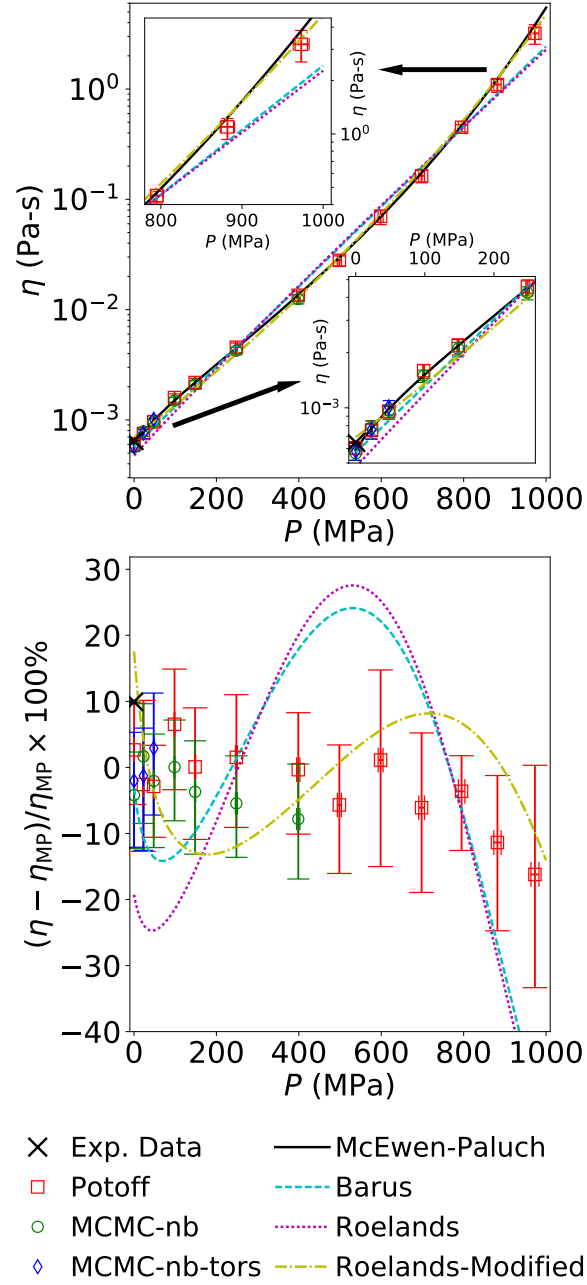 η (Pa-s)
10⁰
10⁻¹
10⁻²
10⁻³
0 200 400 600 800 1000
P (MPa)
800 900 1000
P (MPa)
η (Pa-s)
10⁰
P (MPa)
0 100 200
η (Pa-s)
10⁻³
(η − η_MP)/η_MP × 100%
30
20
10
0
−10
−20
−30
−40
0 200 400 600 800 1000
P (MPa)
Exp. Data
Potoff
MCMC-nb
MCMC-nb-tors
McEwen-Paluch
Barus
Roelands
Roelands-Modified